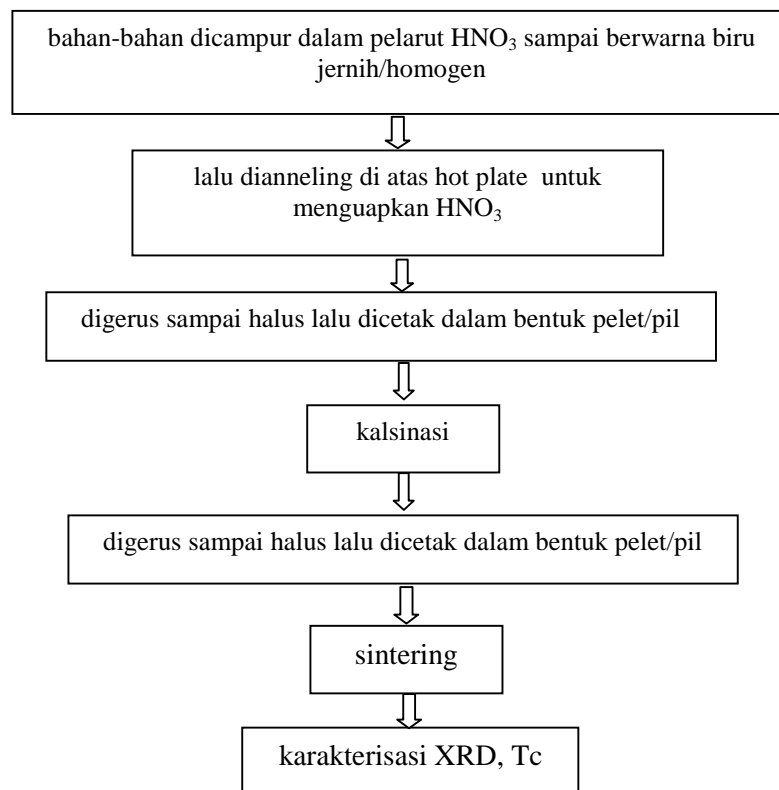 bahan-bahan dicampur dalam pelarut HNO₃ sampai berwarna biru
jernih/homogen
lalu dianneling di atas hot plate untuk
menguapkan HNO₃
digerus sampai halus lalu dicetak dalam bentuk pelet/pil
kalsinasi
digerus sampai halus lalu dicetak dalam bentuk pelet/pil
sintering
karakterisasi XRD, Tc